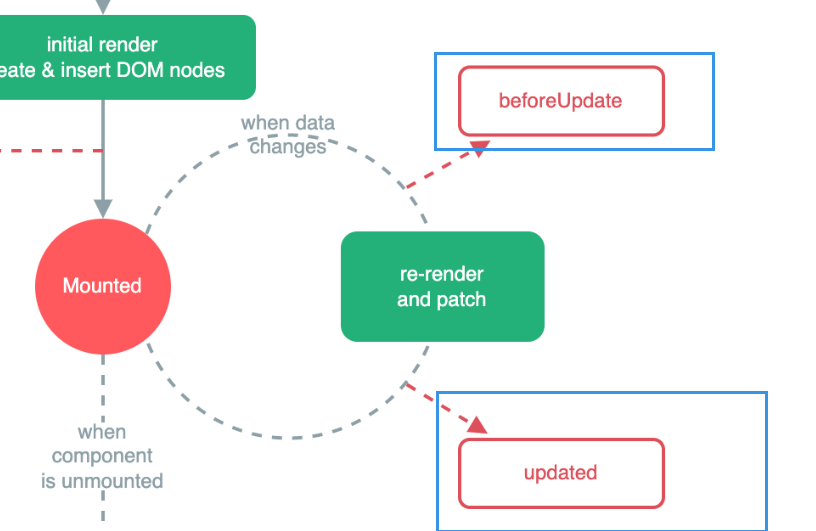 initial render
eate & insert DOM nodes
when data
changes
beforeUpdate
Mounted
re-render
and patch
when
component
is unmounted
updated